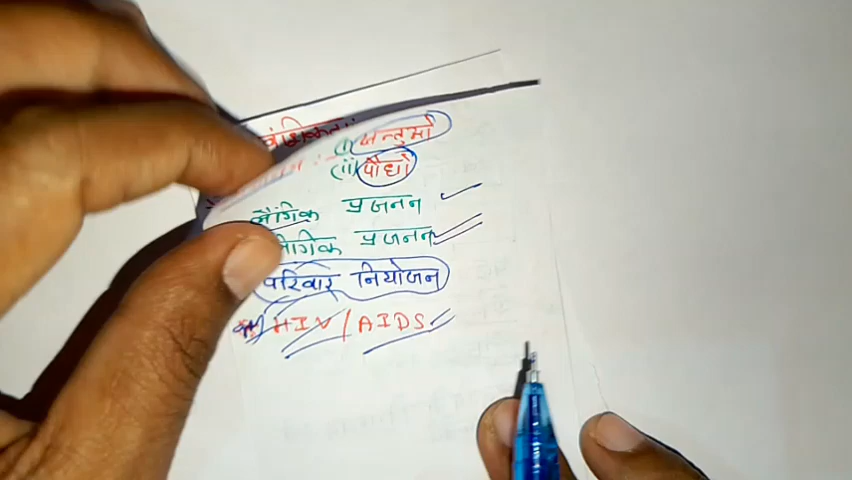 (i) जन्तुओ
(ii) पौधो
लैंगिक प्रजनन
लैंगिक प्रजनन
परिवार नियोजन
HIV / AIDS